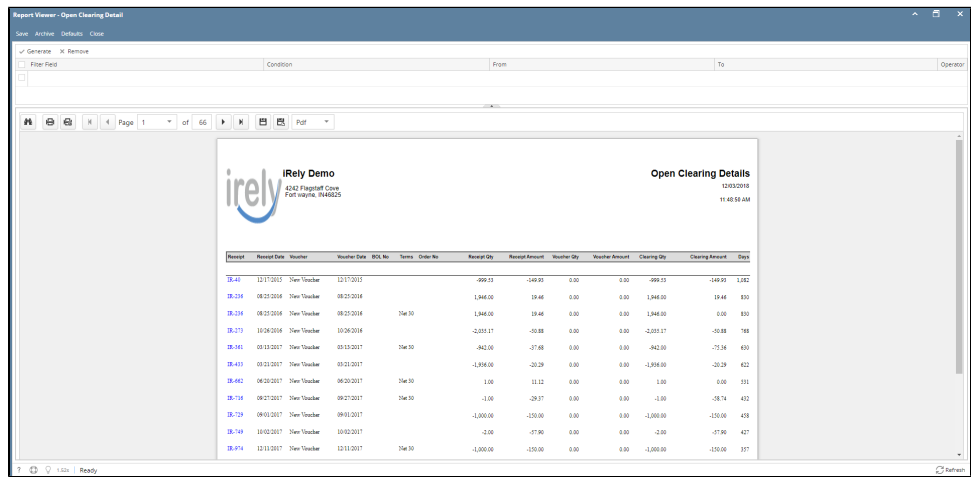 Report Viewer - Open Clearing Detail
Save Archive Defaults Close
Generate Remove
Filter Field Condition From To Operator
Page 1 of 66 Pdf
irely
iRely Demo
4242 Flagstaff Cove
Fort wayne, IN46825
Open Clearing Details
12/03/2018
11:48:50 AM
Receipt Receipt Date Voucher Voucher Date BOL No Terms Order No Receipt Qty Receipt Amount Voucher Qty Voucher Amount Clearing Qty Clearing Amount Days
IR-40 12/17/2015 New Voucher 12/17/2015 -999.53 -149.93 0.00 0.00 -999.53 -149.93 1,082
IR-236 08/25/2016 New Voucher 08/25/2016 1,946.00 19.46 0.00 0.00 1,946.00 19.46 830
IR-236 08/25/2016 New Voucher 08/25/2016 Net 30 1,946.00 19.46 0.00 0.00 1,946.00 0.00 830
IR-273 10/26/2016 New Voucher 10/26/2016 -2,035.17 -30.88 0.00 0.00 -2,035.17 -30.88 768
IR-361 03/13/2017 New Voucher 03/13/2017 Net 30 -942.00 -37.68 0.00 0.00 -942.00 -75.36 630
IR-403 03/21/2017 New Voucher 03/21/2017 -1,936.00 -20.29 0.00 0.00 -1,936.00 -20.29 622
IR-662 06/20/2017 New Voucher 06/20/2017 Net 30 1.00 11.12 0.00 0.00 1.00 0.00 531
IR-716 09/27/2017 New Voucher 09/27/2017 Net 30 -1.00 -29.37 0.00 0.00 -1.00 -58.74 432
IR-729 09/01/2017 New Voucher 09/01/2017 -1,000.00 -150.00 0.00 0.00 -1,000.00 -150.00 458
IR-749 10/02/2017 New Voucher 10/02/2017 -2.00 -57.90 0.00 0.00 -2.00 -57.90 427
IR-974 12/11/2017 New Voucher 12/11/2017 Net 30 -1,000.00 -150.00 0.00 0.00 -1,000.00 -150.00 357
? 1.52s Ready Refresh